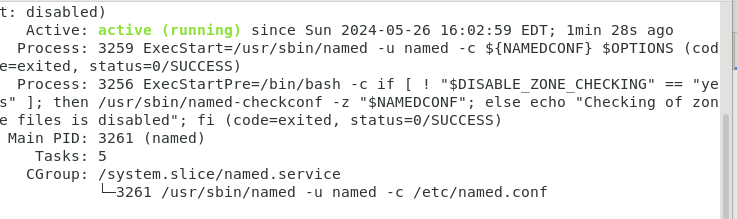 t: disabled)
Active: active (running) since Sun 2024-05-26 16:02:59 EDT; 1min 28s ago
Process: 3259 ExecStart=/usr/sbin/named -u named -c ${NAMEDCONF} $OPTIONS (cod
e=exited, status=0/SUCCESS)
Process: 3256 ExecStartPre=/bin/bash -c if [ ! "$DISABLE_ZONE_CHECKING" == "ye
s" ]; then /usr/sbin/named-checkconf -z "$NAMEDCONF"; else echo "Checking of zon
e files is disabled"; fi (code=exited, status=0/SUCCESS)
Main PID: 3261 (named)
Tasks: 5
CGroup: /system.slice/named.service
└─3261 /usr/sbin/named -u named -c /etc/named.conf